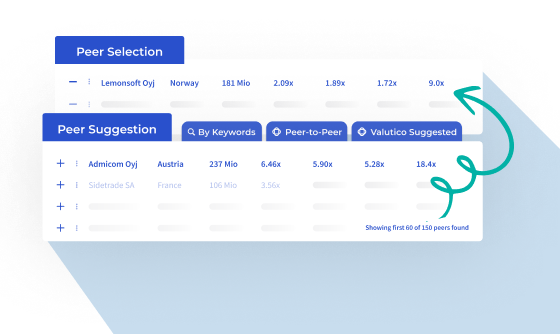 Peer Selection
Lemonsoft Oyj Norway 181 Mio 2.09x 1.89x 1.72x 9.0x
Peer Suggestion By Keywords Peer-to-Peer Valutico Suggested
Admicom Oyj Austria 237 Mio 6.46x 5.90x 5.28x 18.4x
Sidetrade SA France 106 Mio 3.56x
Showing first 60 of 150 peers found